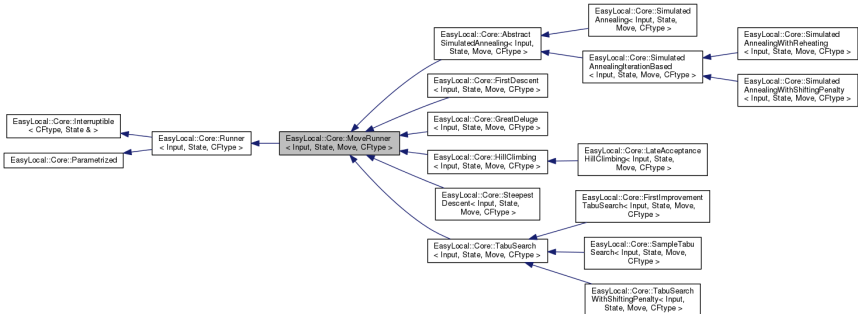 EasyLocal::Core::Interruptible
< CFtype, State & >
EasyLocal::Core::Parametrized
EasyLocal::Core::Runner
< Input, State, CFtype >
EasyLocal::Core::MoveRunner
< Input, State, Move, CFtype >
EasyLocal::Core::Abstract
SimulatedAnnealing< Input,
State, Move, CFtype >
EasyLocal::Core::FirstDescent
< Input, State, Move, CFtype >
EasyLocal::Core::GreatDeluge
< Input, State, Move, CFtype >
EasyLocal::Core::HillClimbing
< Input, State, Move, CFtype >
EasyLocal::Core::Steepest
Descent< Input, State,
Move, CFtype >
EasyLocal::Core::TabuSearch
< Input, State, Move, CFtype >
EasyLocal::Core::Simulated
Annealing< Input, State,
Move, CFtype >
EasyLocal::Core::Simulated
AnnealingIterationBased
< Input, State, Move, CFtype >
EasyLocal::Core::LateAcceptance
HillClimbing< Input, State,
Move, CFtype >
EasyLocal::Core::FirstImprovement
TabuSearch< Input, State, Move,
CFtype >
EasyLocal::Core::SampleTabu
Search< Input, State, Move,
CFtype >
EasyLocal::Core::TabuSearch
WithShiftingPenalty< Input,
State, Move, CFtype >
EasyLocal::Core::Simulated
AnnealingWithReheating
< Input, State, Move, CFtype >
EasyLocal::Core::Simulated
AnnealingWithShiftingPenalty
< Input, State, Move, CFtype >